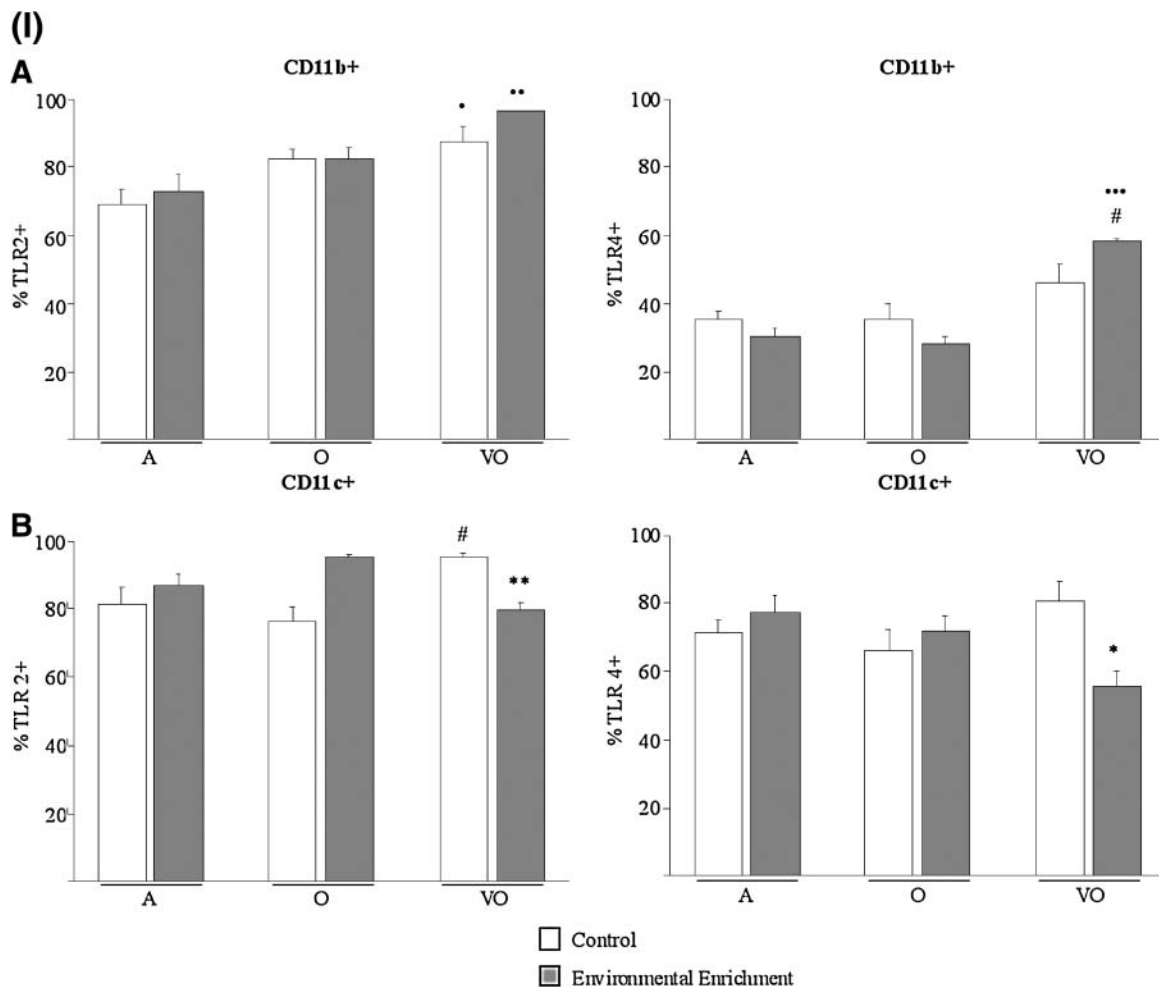 (I)
A
CD11b+
100
80
60
40
20
%TLR2+
• ••
A O VO
CD11b+
100
80
60
40
20
%TLR4+
•••
#
A O VO
B
CD11c+
100
80
60
40
20
%TLR 2+
#
**
A O VO
CD11c+
100
80
60
40
20
%TLR 4+
*
A O VO
Control
Environmental Enrichment